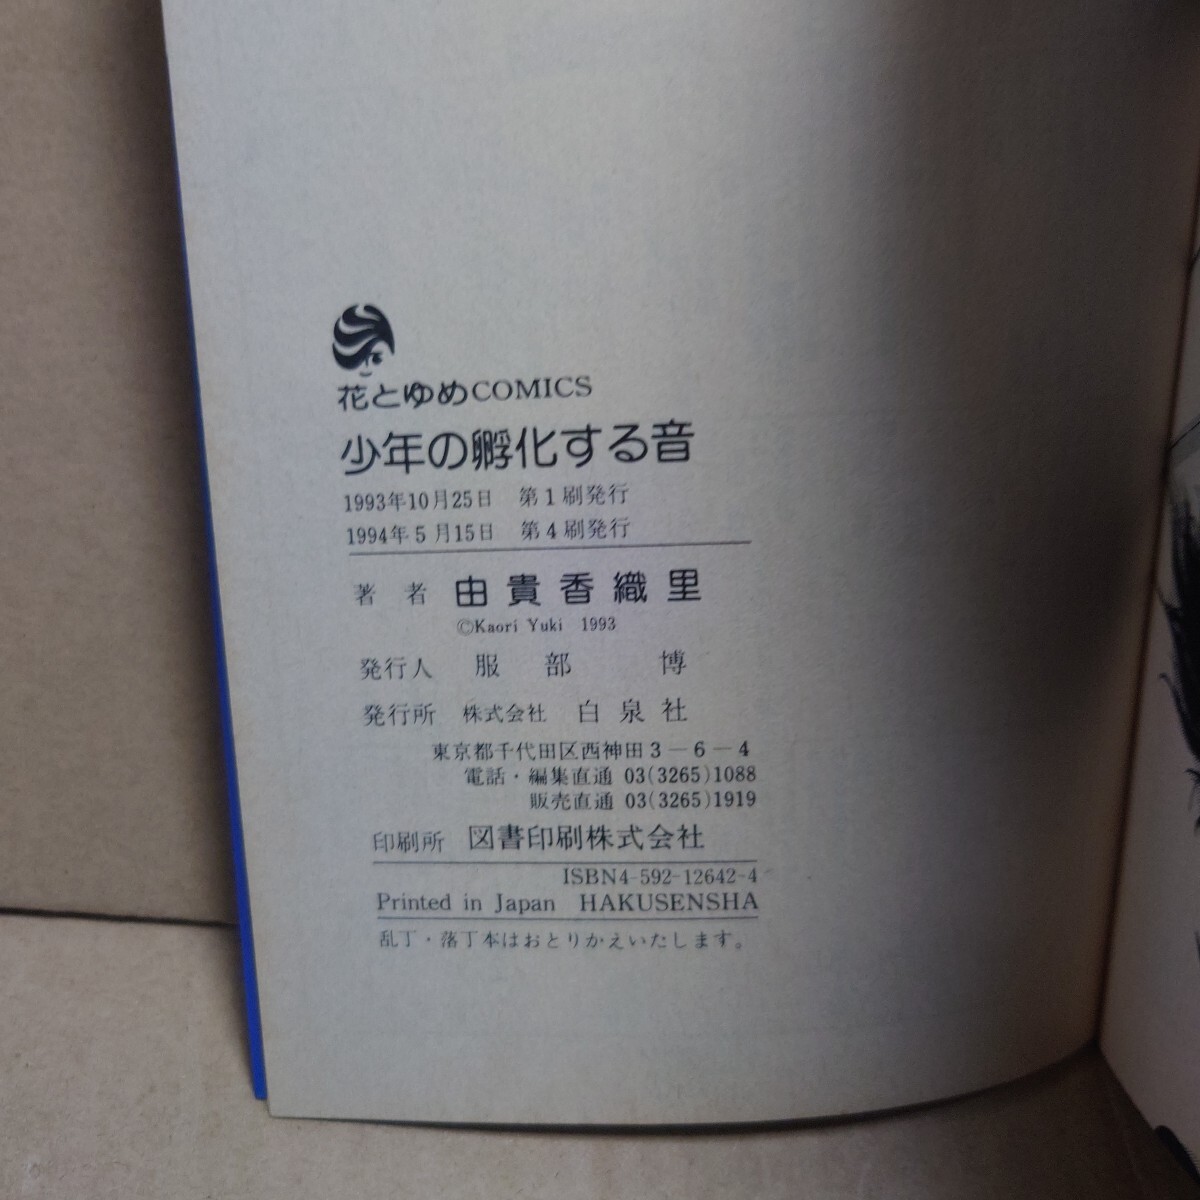 花とゆめCOMICS
少年の孵化する音
1993年10月25日 第1刷発行
1994年5月15日 第4刷発行
著者 由貴香織里
©Kaori Yuki 1993
発行人 服部 博
発行所 株式会社 白泉社
東京都千代田区西神田3-6-4
電話・編集直通 03(3265)1088
販売直通 03(3265)1919
印刷所 図書印刷株式会社
ISBN4-592-12642-4
Printed in Japan HAKUSENSHA
乱丁・落丁本はおとりかえいたします。